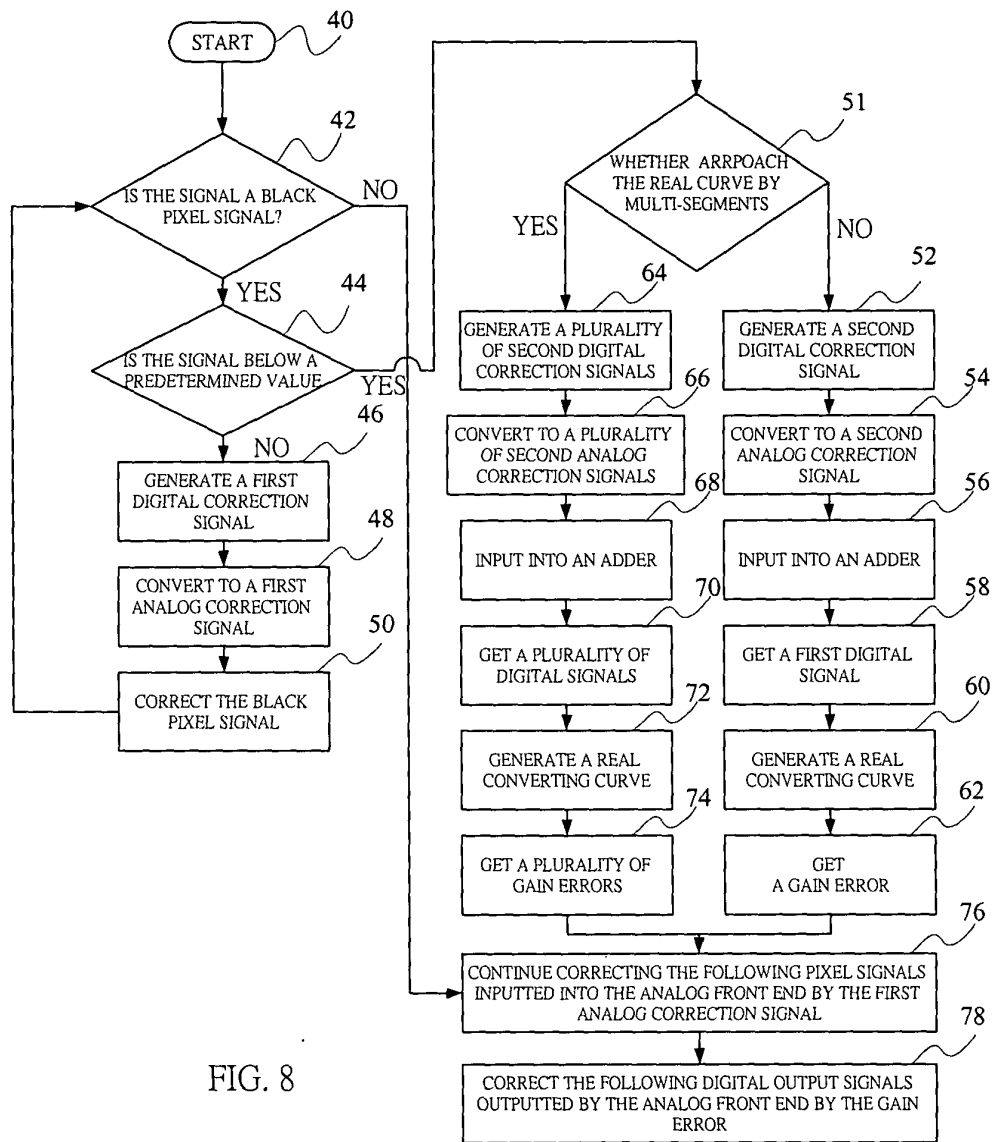 START
40
42
IS THE SIGNAL A BLACK
PIXEL SIGNAL?
NO
YES
44
IS THE SIGNAL BELOW A
PREDETERMINED VALUE
YES
NO
46
GENERATE A FIRST
DIGITAL CORRECTION
SIGNAL
48
CONVERT TO A FIRST
ANALOG CORRECTION
SIGNAL
50
CORRECT THE BLACK
PIXEL SIGNAL
51
WHETHER ARRPOACH
THE REAL CURVE BY
MULTI-SEGMENTS
YES
NO
64
GENERATE A PLURALITY
OF SECOND DIGITAL
CORRECTION SIGNALS
66
CONVERT TO A PLURALITY
OF SECOND ANALOG
CORRECTION SIGNALS
68
INPUT INTO AN ADDER
70
GET A PLURALITY OF
DIGITAL SIGNALS
72
GENERATE A REAL
CONVERTING CURVE
74
GET A PLURALITY OF
GAIN ERRORS
52
GENERATE A SECOND
DIGITAL CORRECTION
SIGNAL
54
CONVERT TO A SECOND
ANALOG CORRECTION
SIGNAL
56
INPUT INTO AN ADDER
58
GET A FIRST DIGITAL
SIGNAL
60
GENERATE A REAL
CONVERTING CURVE
62
GET
A GAIN ERROR
76
CONTINUE CORRECTING THE FOLLOWING PIXEL SIGNALS
INPUTTED INTO THE ANALOG FRONT END BY THE FIRST
ANALOG CORRECTION SIGNAL
78
CORRECT THE FOLLOWING DIGITAL OUTPUT SIGNALS
OUTPUTTED BY THE ANALOG FRONT END BY THE GAIN
ERROR
FIG. 8